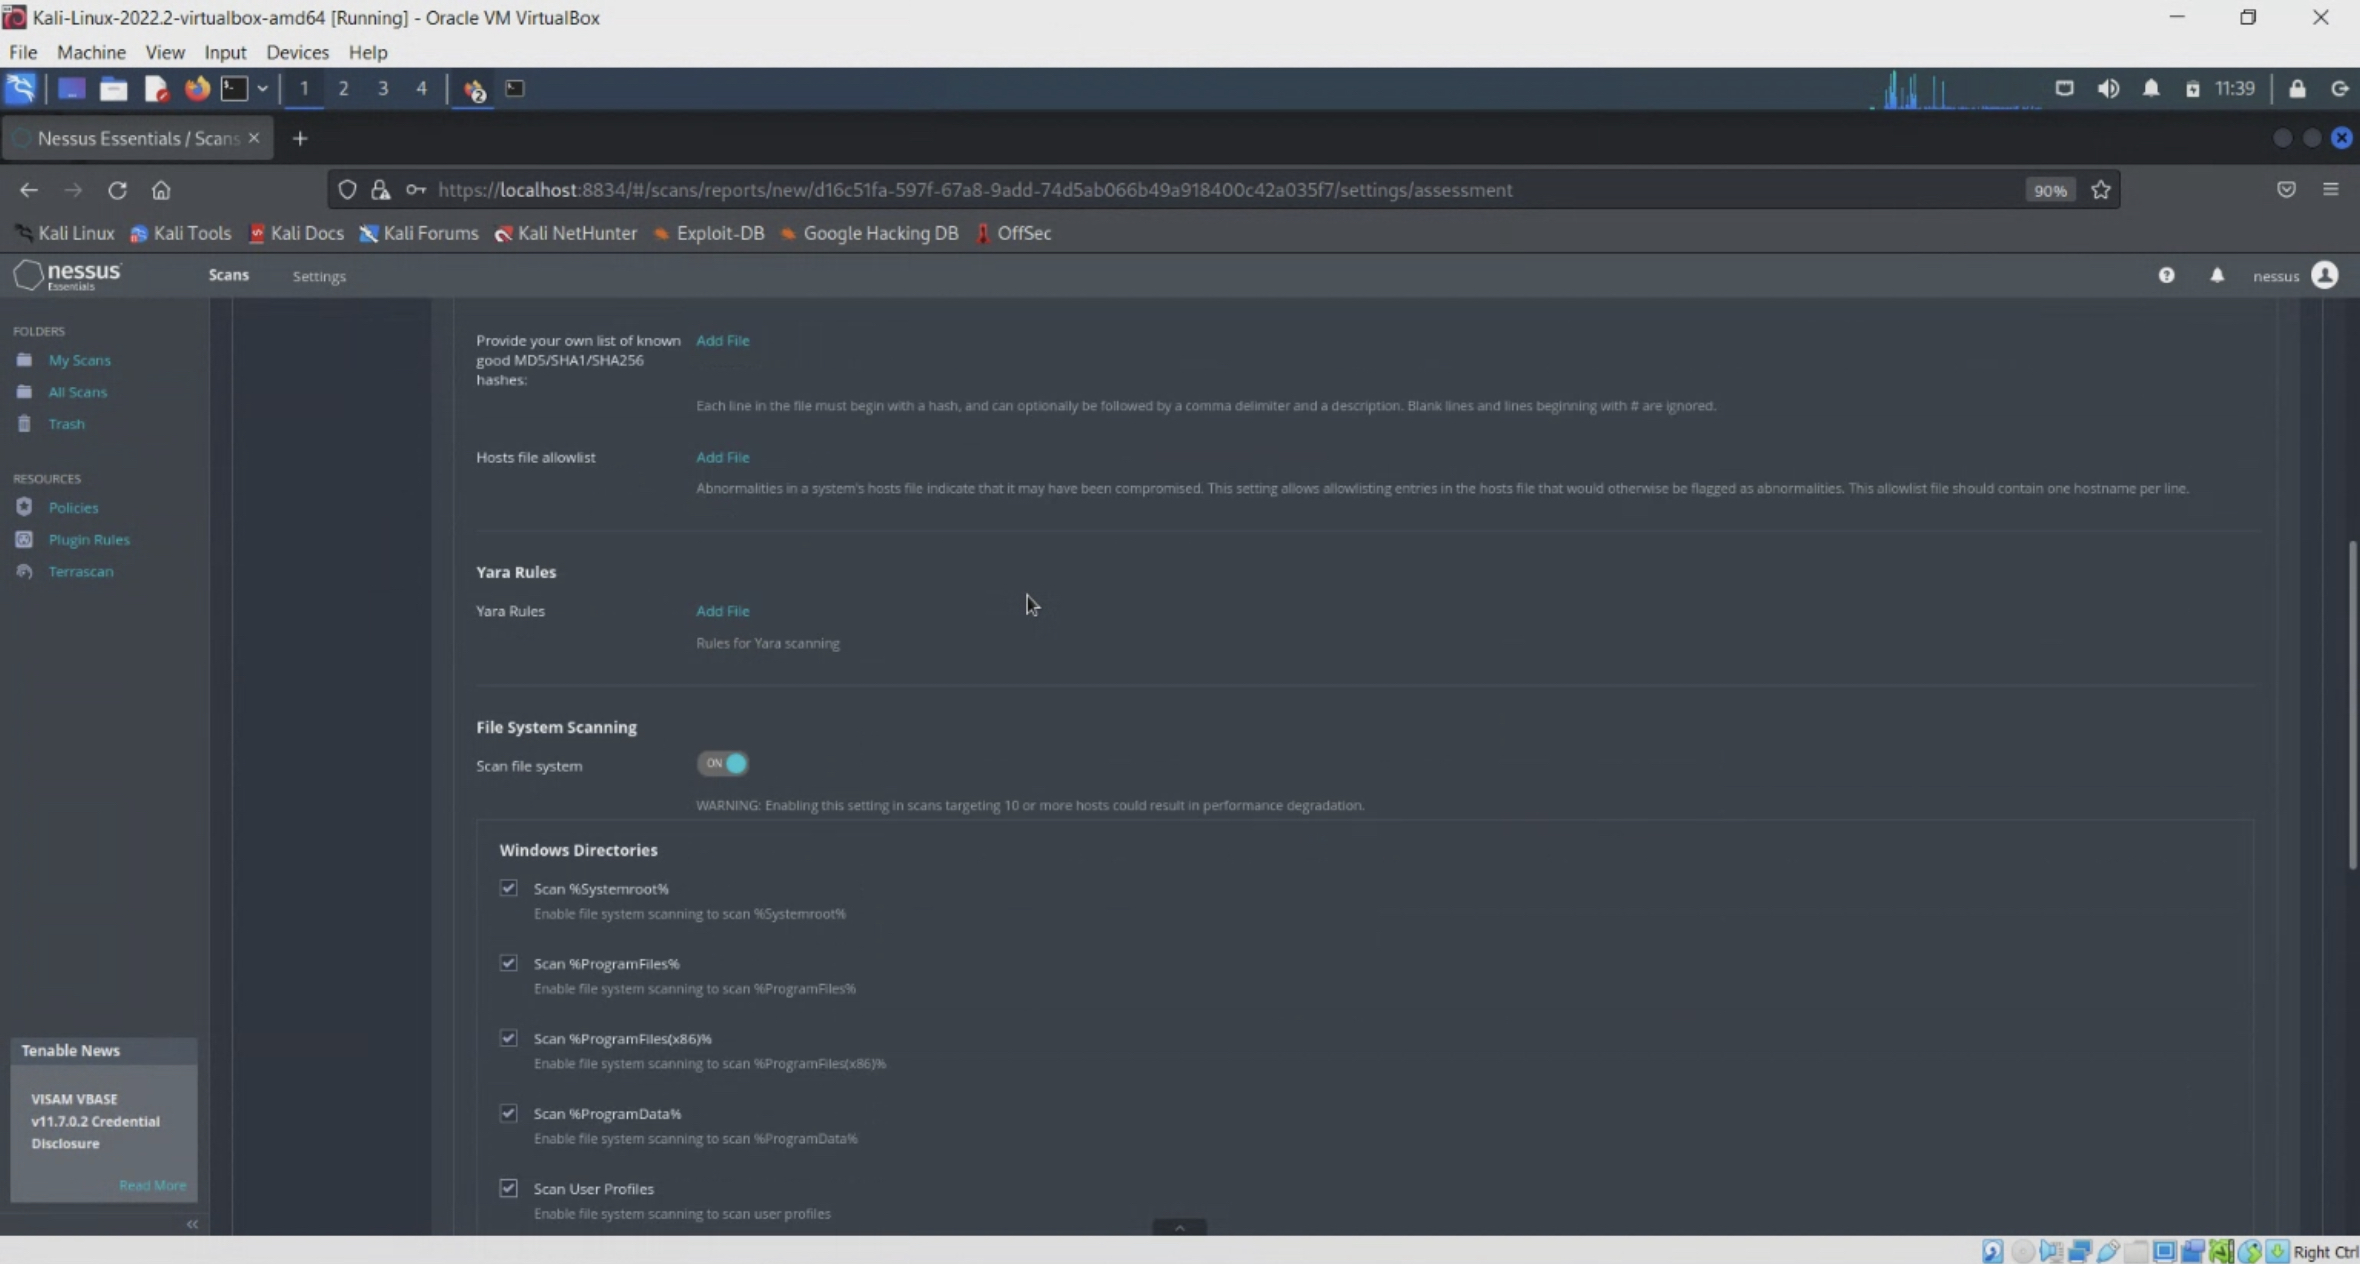 Kali-Linux-2022.2-virtualbox-amd64 [Running] - Oracle VM VirtualBox
File Machine View Input Devices Help
1 2 3 4 2 11:39
Nessus Essentials / Scans
https://localhost:8834/#/scans/reports/new/d16c51fa-597f-67a8-9add-74d5ab066b49a918400c42a035f7/settings/assessment 90%
Kali Linux Kali Tools Kali Docs Kali Forums Kali NetHunter Exploit-DB Google Hacking DB OffSec
nessus Essentials Scans Settings nessus
FOLDERS
My Scans
All Scans
Trash
RESOURCES
Policies
Plugin Rules
Terrascan
Tenable News
VISAM VBASE
v11.7.0.2 Credential
Disclosure
Read More
Provide your own list of known Add File
good MD5/SHA1/SHA256
hashes:
Each line in the file must begin with a hash, and can optionally be followed by a comma delimiter and a description. Blank lines and lines beginning with # are ignored.
Hosts file allowlist Add File
Abnormalities in a system's hosts file indicate that it may have been compromised. This setting allows allowlisting entries in the hosts file that would otherwise be flagged as abnormalities. This allowlist file should contain one hostname per line.
Yara Rules
Yara Rules Add File
Rules for Yara scanning
File System Scanning
Scan file system ON
WARNING: Enabling this setting in scans targeting 10 or more hosts could result in performance degradation.
Windows Directories
Scan %Systemroot%
Enable file system scanning to scan %Systemroot%
Scan %ProgramFiles%
Enable file system scanning to scan %ProgramFiles%
Scan %ProgramFiles(x86)%
Enable file system scanning to scan %ProgramFiles(x86)%
Scan %ProgramData%
Enable file system scanning to scan %ProgramData%
Scan User Profiles
Enable file system scanning to scan user profiles
Right Ctrl